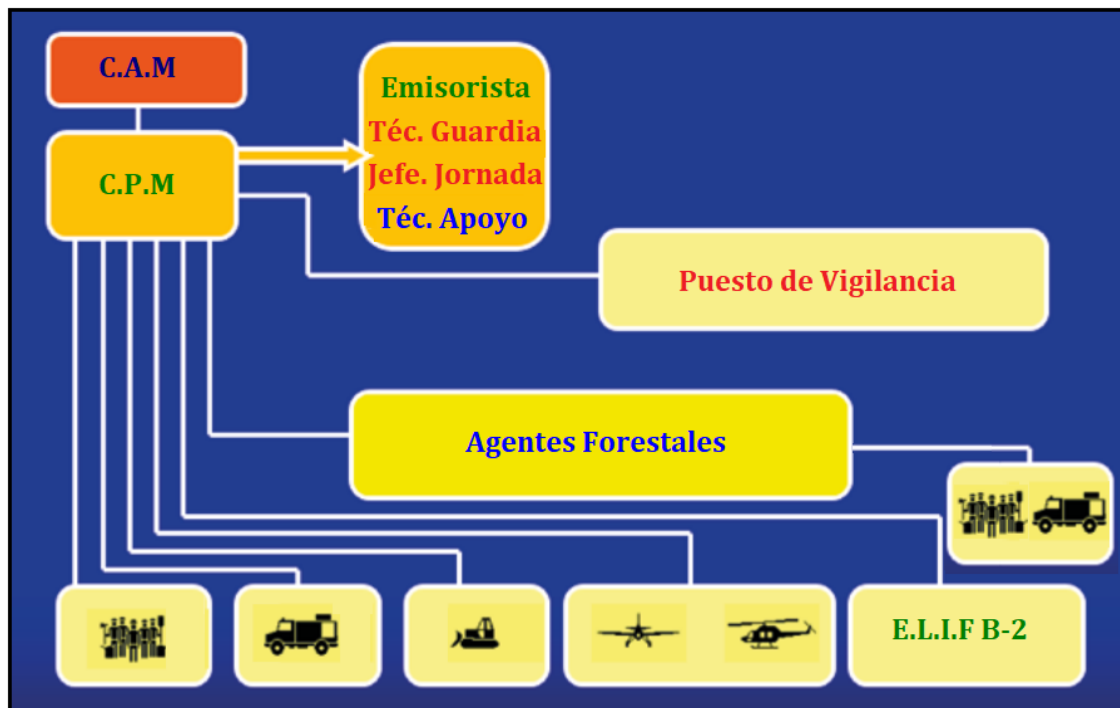 C.A.M
C.P.M
Emisorista
Téc. Guardia
Jefe. Jornada
Téc. Apoyo
Puesto de Vigilancia
Agentes Forestales
E.L.I.F B-2